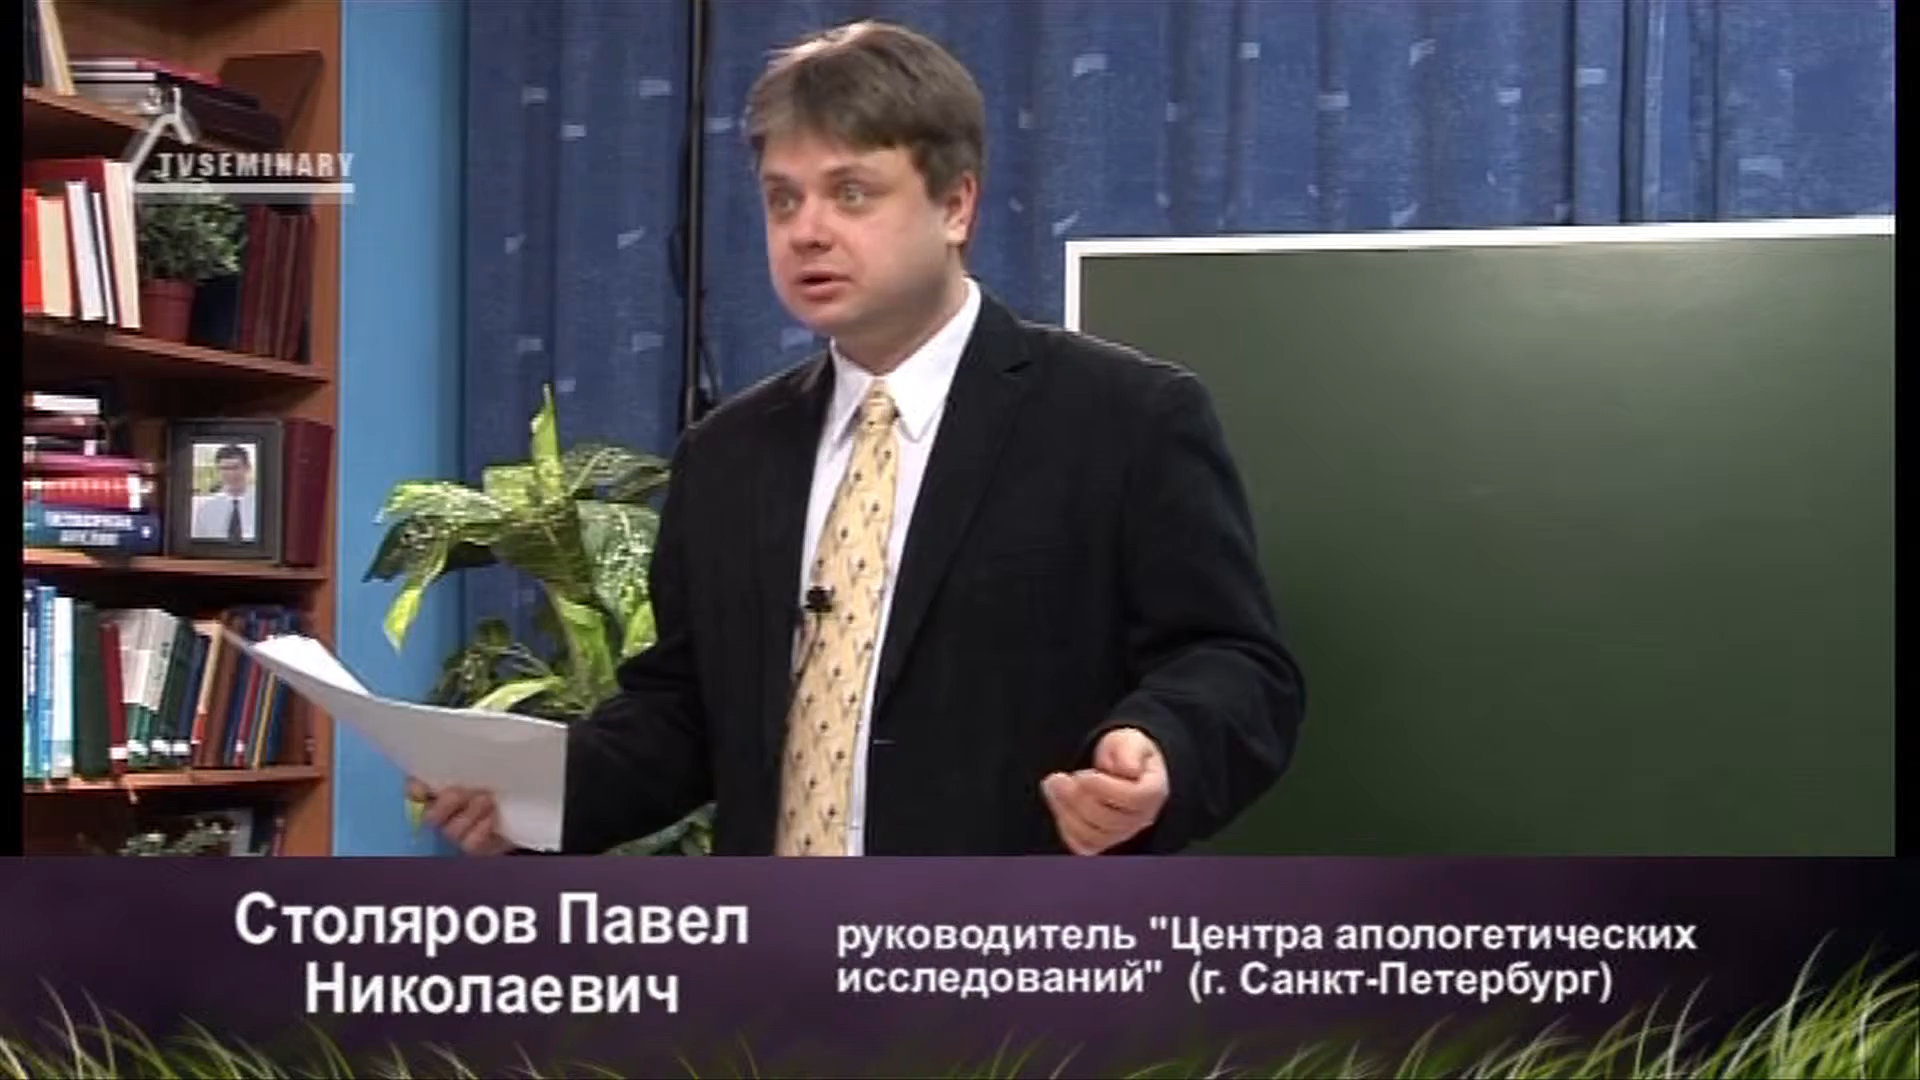 TVSEMINARY
Столяров Павел
Николаевич
руководитель "Центра апологетических
исследований" (г. Санкт-Петербург)